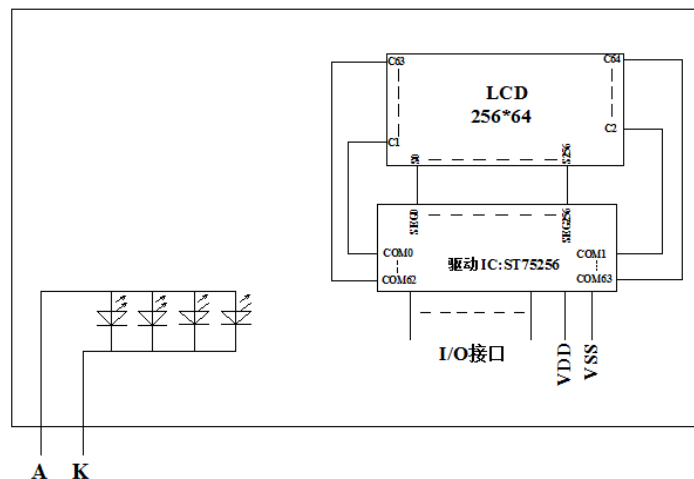 C63
C64
LCD
256*64
C1
C2
S0
S256
SEG0
SEG256
COM0
COM1
驱动IC:ST75256
COM62
COM63
I/O接口
VDD
VSS
A
K